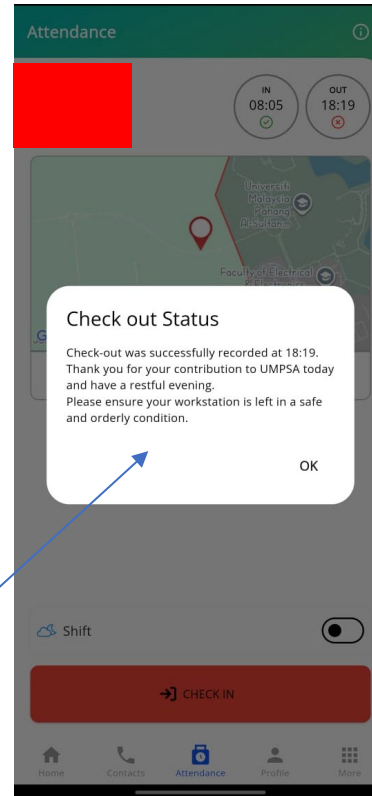 Attendance
IN
08:05
OUT
18:19
Universiti
Malaysia
Pahang
Al-Sultan...
Faculty of Electrical
& Electronics
G
Check out Status
Check-out was successfully recorded at 18:19.
Thank you for your contribution to UMPSA today
and have a restful evening.
Please ensure your workstation is left in a safe
and orderly condition.
OK
Shift
CHECK IN
Home
Contacts
Attendance
Profile
More